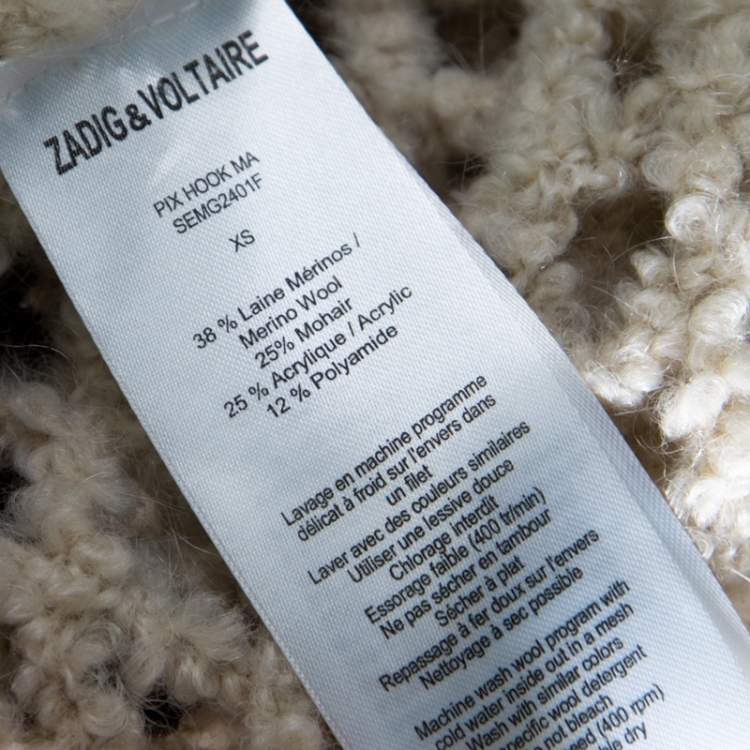 ZADIG&VOLTAIRE
PIX HOOK MA
SEMG2401F
XS
38 % Laine Mérinos /
Merino Wool
25% Mohair
25 % Acrylique / Acrylic
12 % Polyamide
Lavage en machine programme
délicat à froid sur l'envers dans
un filet
Laver avec des couleurs similaires
Utiliser une lessive douce
Chlorage interdit
Essorage faible (400 tr/min)
Ne pas sécher en tambour
Sécher à plat
Repassage à fer doux sur l'envers
Nettoyage à sec possible
Machine wash wool program with
cold water inside out in a mesh
Wash with similar colors
wool detergent
bleach
(400 rpm)
dry